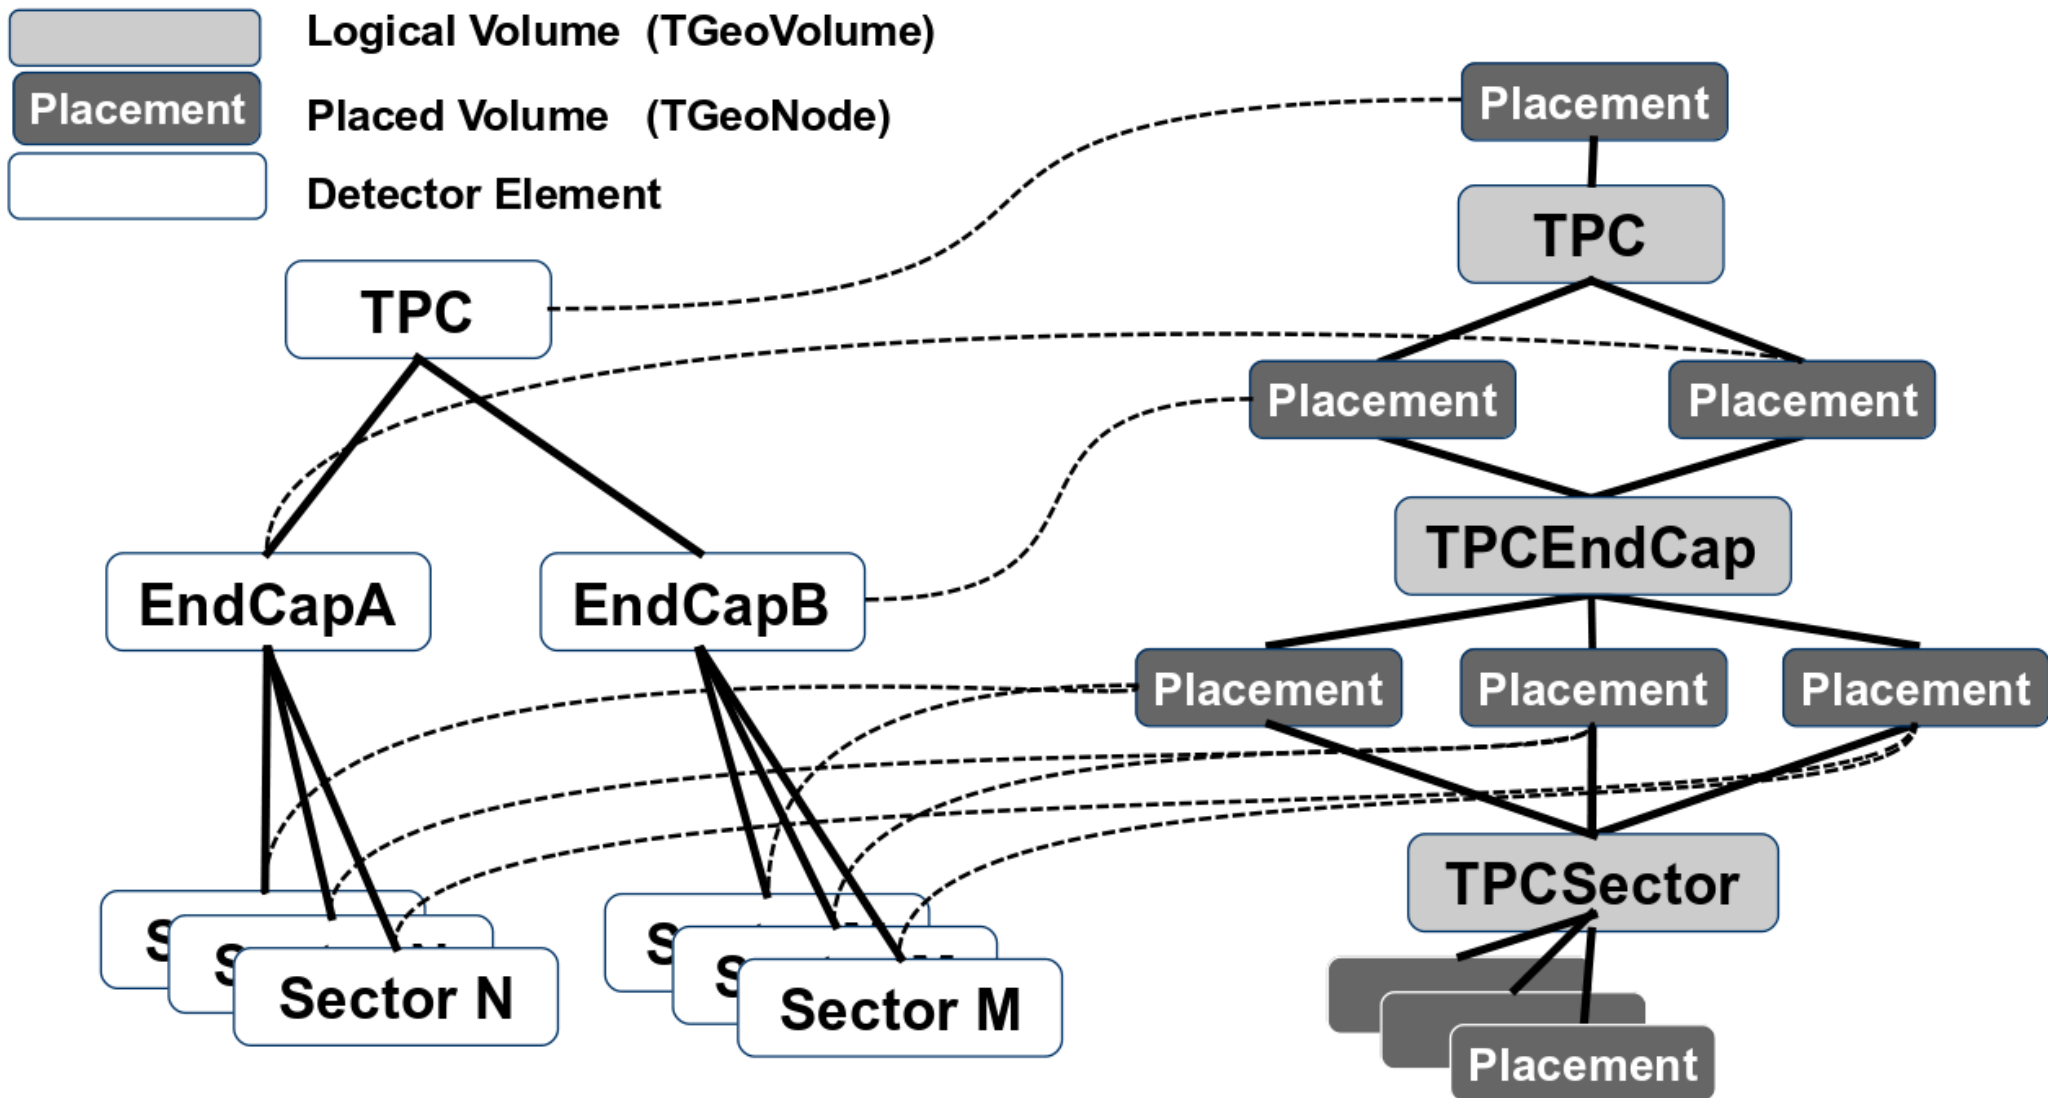 Logical Volume (TGeoVolume)
Placement
Placed Volume (TGeoNode)
Detector Element
Placement
TPC
TPC
Placement
Placement
TPCEndCap
EndCapA
EndCapB
Placement
Placement
Placement
TPCSector
Sector N
Sector M
Placement